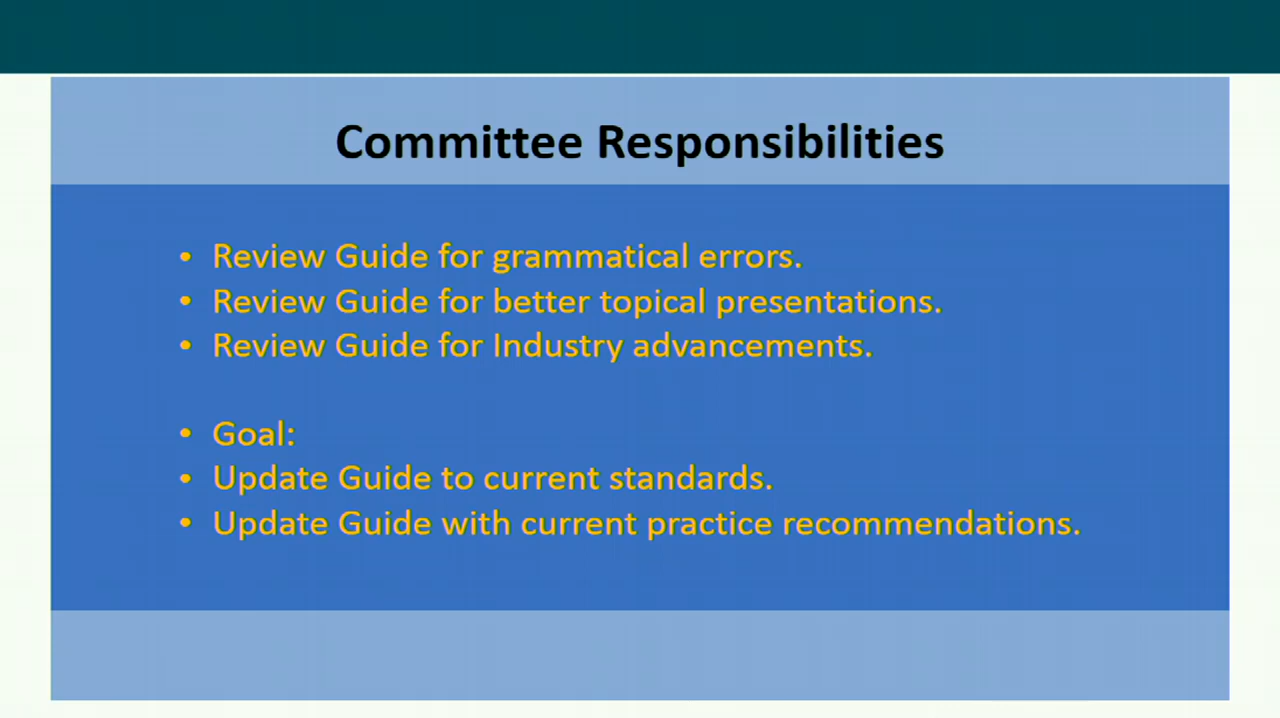 Committee Responsibilities
• Review Guide for grammatical errors.
• Review Guide for better topical presentations.
• Review Guide for Industry advancements.
• Goal:
• Update Guide to current standards.
• Update Guide with current practice recommendations.